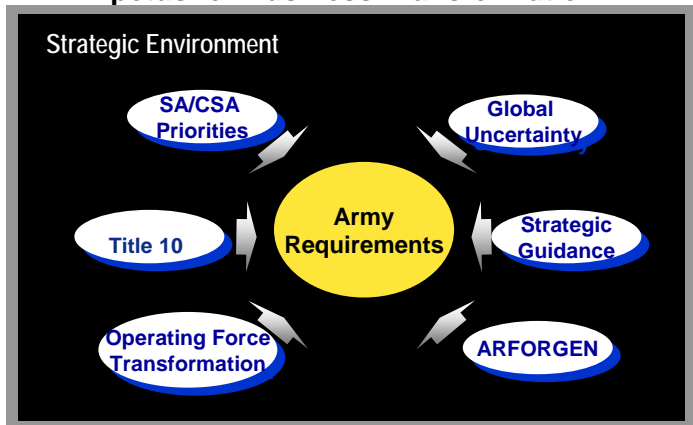 Strategic Environment
SA/CSA
Priorities
Global
Uncertainty
Army
Requirements
Title 10
Strategic
Guidance
Operating Force
Transformation
ARFORGEN